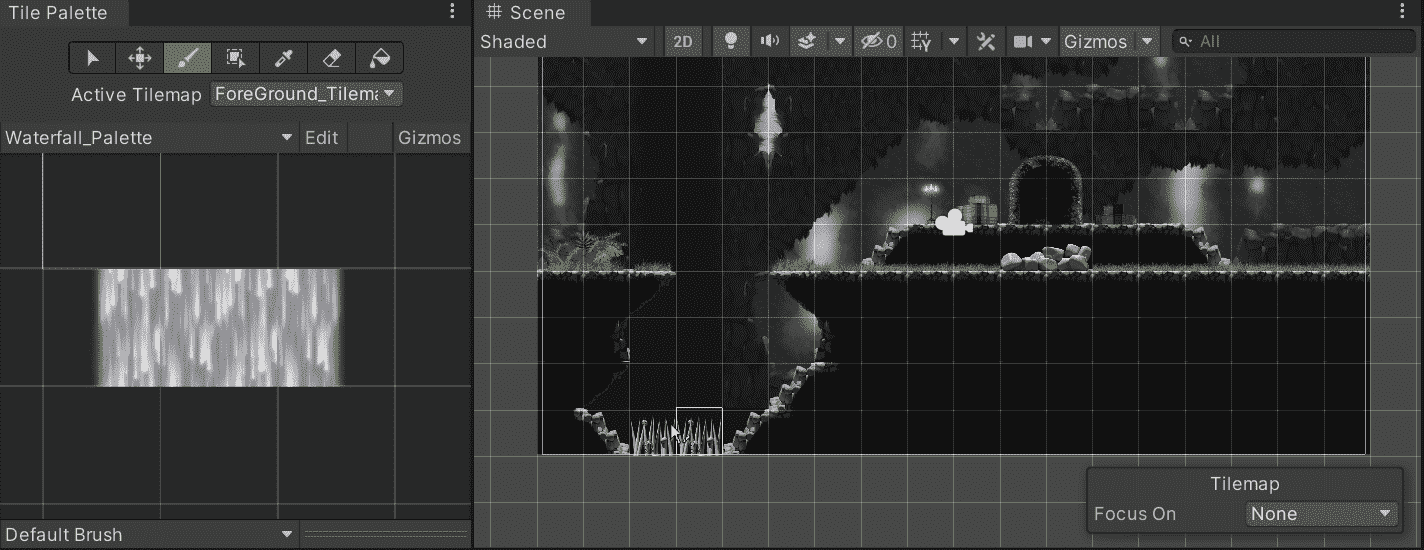 Tile Palette
Active Tilemap ForeGround_Tilema
Waterfall_Palette Edit Gizmos
Default Brush
Scene
Shaded 2D 0 Gizmos All
Tilemap
Focus On None